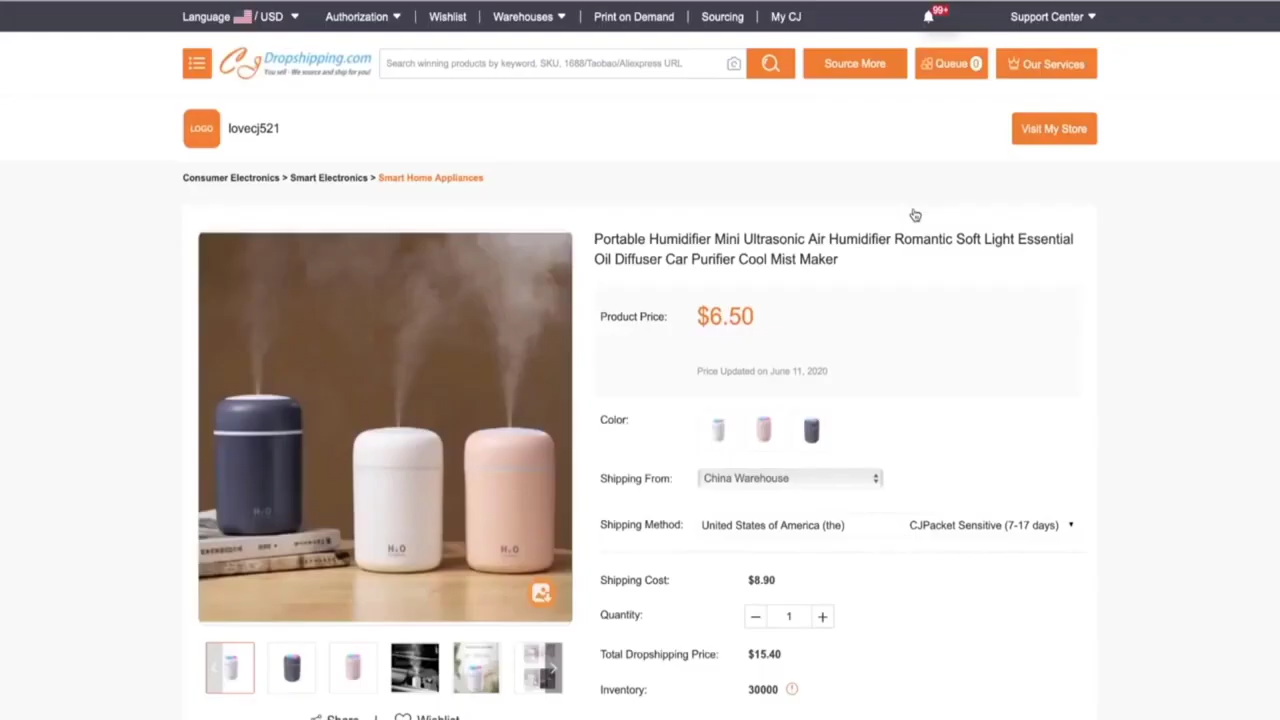 Language / USD Authorization Wishlist Warehouses Print on Demand Sourcing My CJ 99+ Support Center
CJ Dropshipping.com
You sell - We source and ship for you!
Search winning products by keyword, SKU, 1688/Taobao/Aliexpress URL
Source More
Queue 0
Our Services
LOGO
lovecj521
Visit My Store
Consumer Electronics > Smart Electronics > Smart Home Appliances
Portable Humidifier Mini Ultrasonic Air Humidifier Romantic Soft Light Essential
Oil Diffuser Car Purifier Cool Mist Maker
Product Price: $6.50
Price Updated on June 11, 2020
Color:
Shipping From: China Warehouse
Shipping Method: United States of America (the) CJPacket Sensitive (7-17 days)
Shipping Cost: $8.90
Quantity: 1
Total Dropshipping Price: $15.40
Inventory: 30000
H₂O
H₂O
H₂O
Share
Wishlist